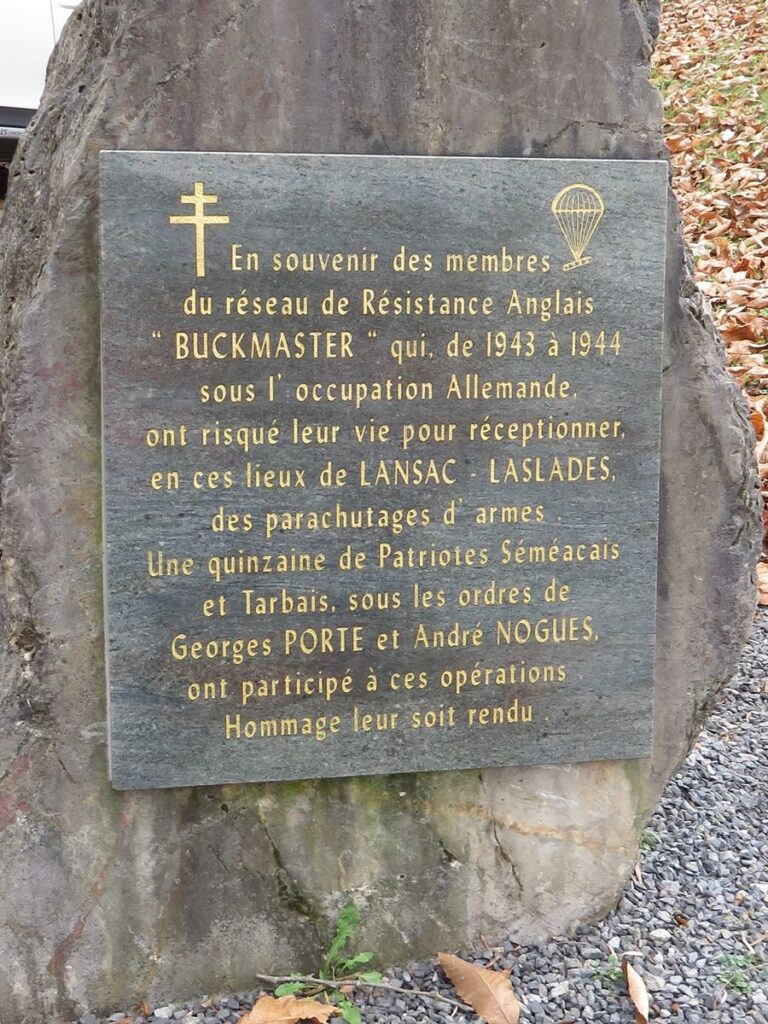 En souvenir des membres
du réseau de Résistance Anglais
" BUCKMASTER " qui, de 1943 à 1944
sous l' occupation Allemande,
ont risqué leur vie pour réceptionner,
en ces lieux de LANSAC - LASLADES,
des parachutages d' armes .
Une quinzaine de Patriotes Séméacais
et Tarbais, sous les ordres de
Georges PORTE et André NOGUES,
ont participé à ces opérations .
Hommage leur soit rendu .